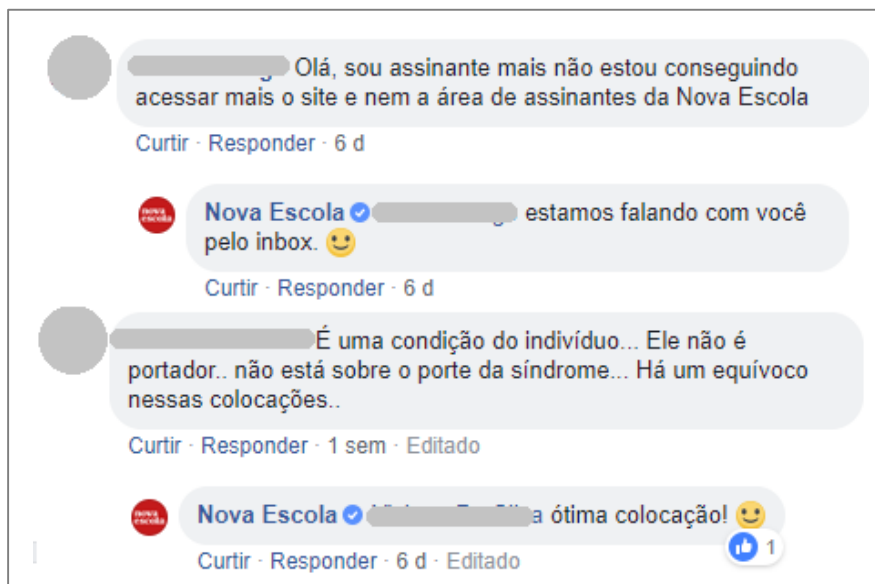 Olá, sou assinante mais não estou conseguindo
acessar mais o site e nem a área de assinantes da Nova Escola
Curtir · Responder · 6 d
nova
escola
Nova Escola estamos falando com você
pelo inbox.
Curtir · Responder · 6 d
É uma condição do indivíduo... Ele não é
portador.. não está sobre o porte da síndrome... Há um equívoco
nessas colocações..
Curtir · Responder · 1 sem · Editado
nova
escola
Nova Escola ótima colocação!
1
Curtir · Responder · 6 d · Editado